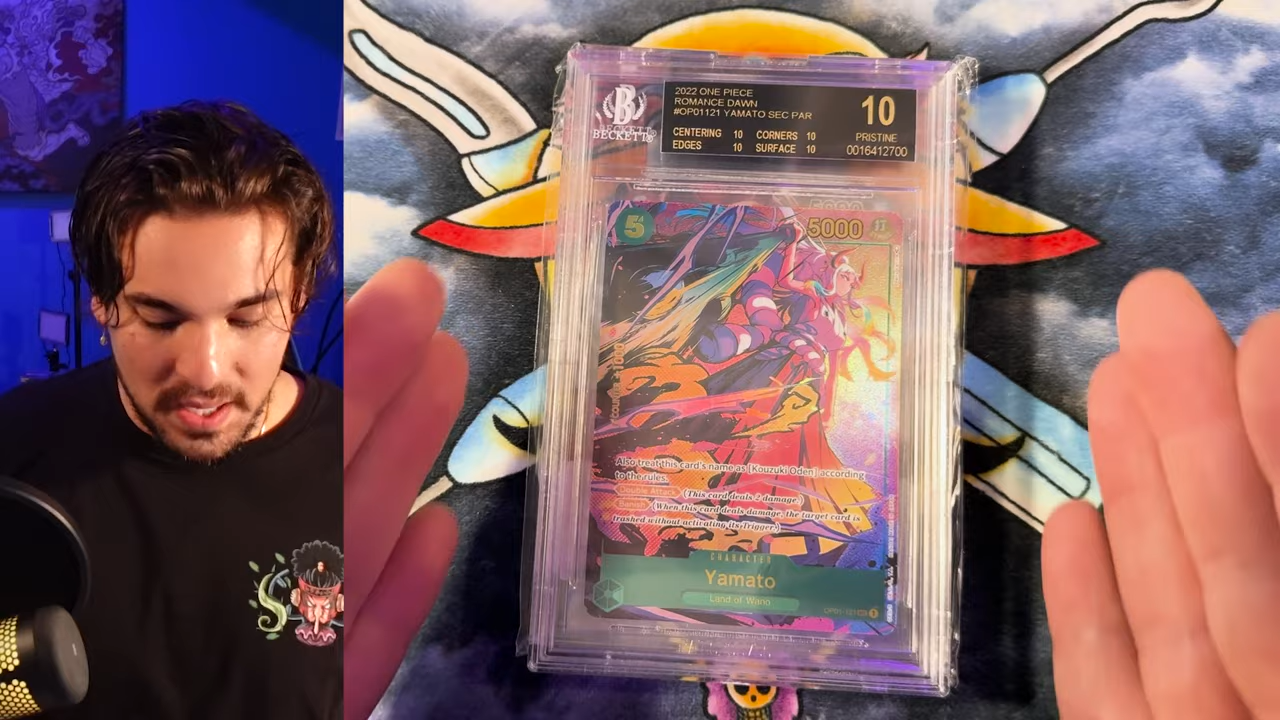 BECKETT
2022 ONE PIECE
ROMANCE DAWN
#OP01121 YAMATO SEC PAR
CENTERING 10 CORNERS 10
EDGES 10 SURFACE 10
10
PRISTINE
0016412700
5
5000
Also treat this card's name as [Kouzuki Oden] according
to the rules.
Double Attack (This card deals 2 damage.)
Banish (When this card deals damage, the target card is
trashed without activating its Trigger.)
CHARACTER
Yamato
Land of Wano